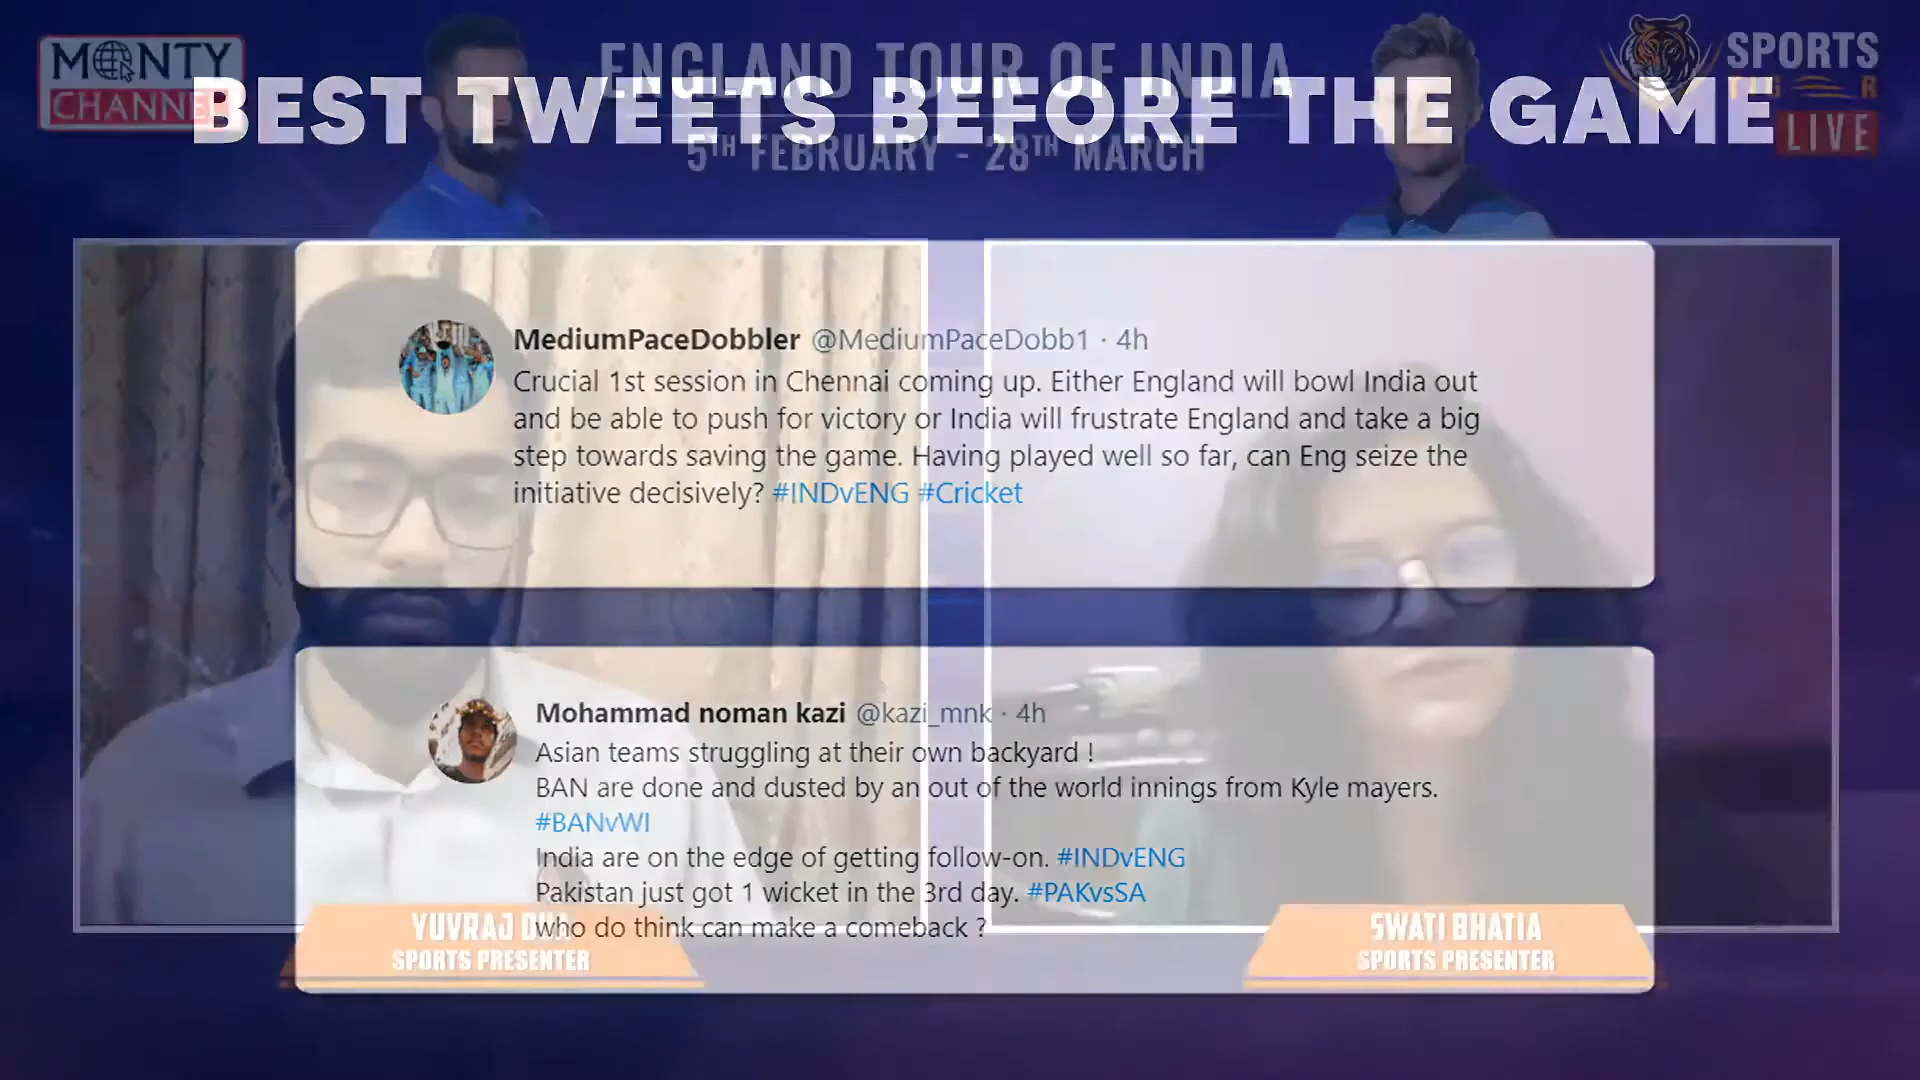 MONTY
CHANNEL
ENGLAND TOUR OF INDIA
5TH FEBRUARY - 28TH MARCH
SPORTS
LIVE
BEST TWEETS BEFORE THE GAME
MediumPaceDobbler @MediumPaceDobb1 · 4h
Crucial 1st session in Chennai coming up. Either England will bowl India out
and be able to push for victory or India will frustrate England and take a big
step towards saving the game. Having played well so far, can Eng seize the
initiative decisively? #INDvENG #Cricket
Mohammad noman kazi @kazi_mnk · 4h
Asian teams struggling at their own backyard !
BAN are done and dusted by an out of the world innings from Kyle mayers.
#BANvWI
India are on the edge of getting follow-on. #INDvENG
Pakistan just got 1 wicket in the 3rd day. #PAKvsSA
who do think can make a comeback ?
YUVRAJ DUA
SPORTS PRESENTER
SWATI BHATIA
SPORTS PRESENTER